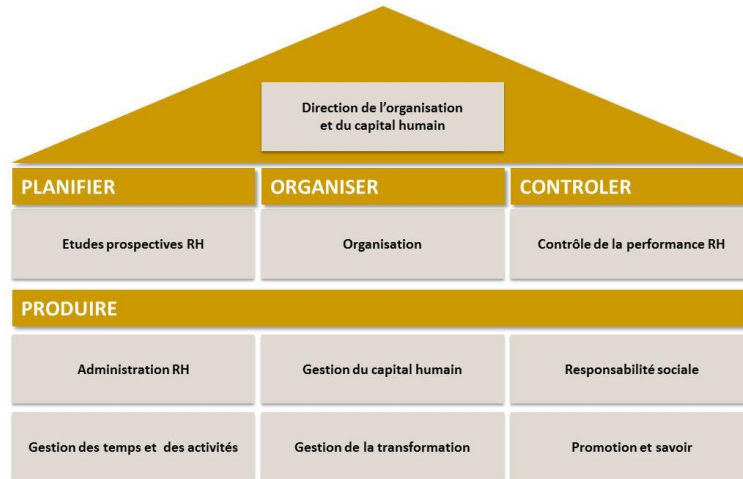 Direction de l'organisation
et du capital humain
PLANIFIER
ORGANISER
CONTROLER
Etudes prospectives RH
Organisation
Contrôle de la performance RH
PRODUIRE
Administration RH
Gestion du capital humain
Responsabilité sociale
Gestion des temps et des activités
Gestion de la transformation
Promotion et savoir